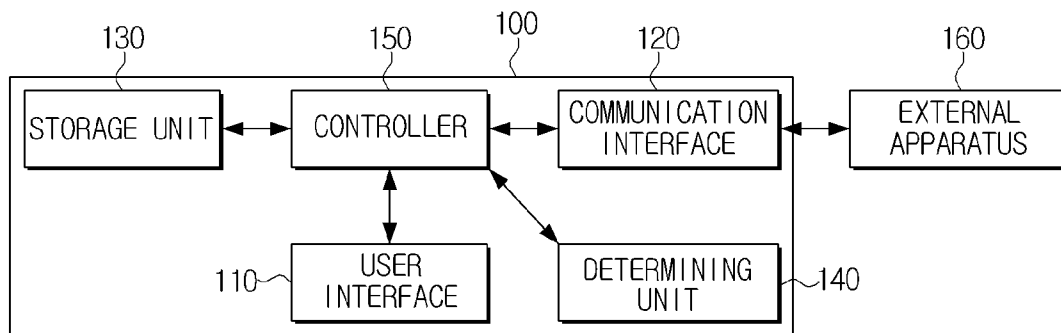 130
150
100
120
160
STORAGE UNIT
CONTROLLER
COMMUNICATION
INTERFACE
EXTERNAL
APPARATUS
110
USER
INTERFACE
DETERMINING
UNIT
140